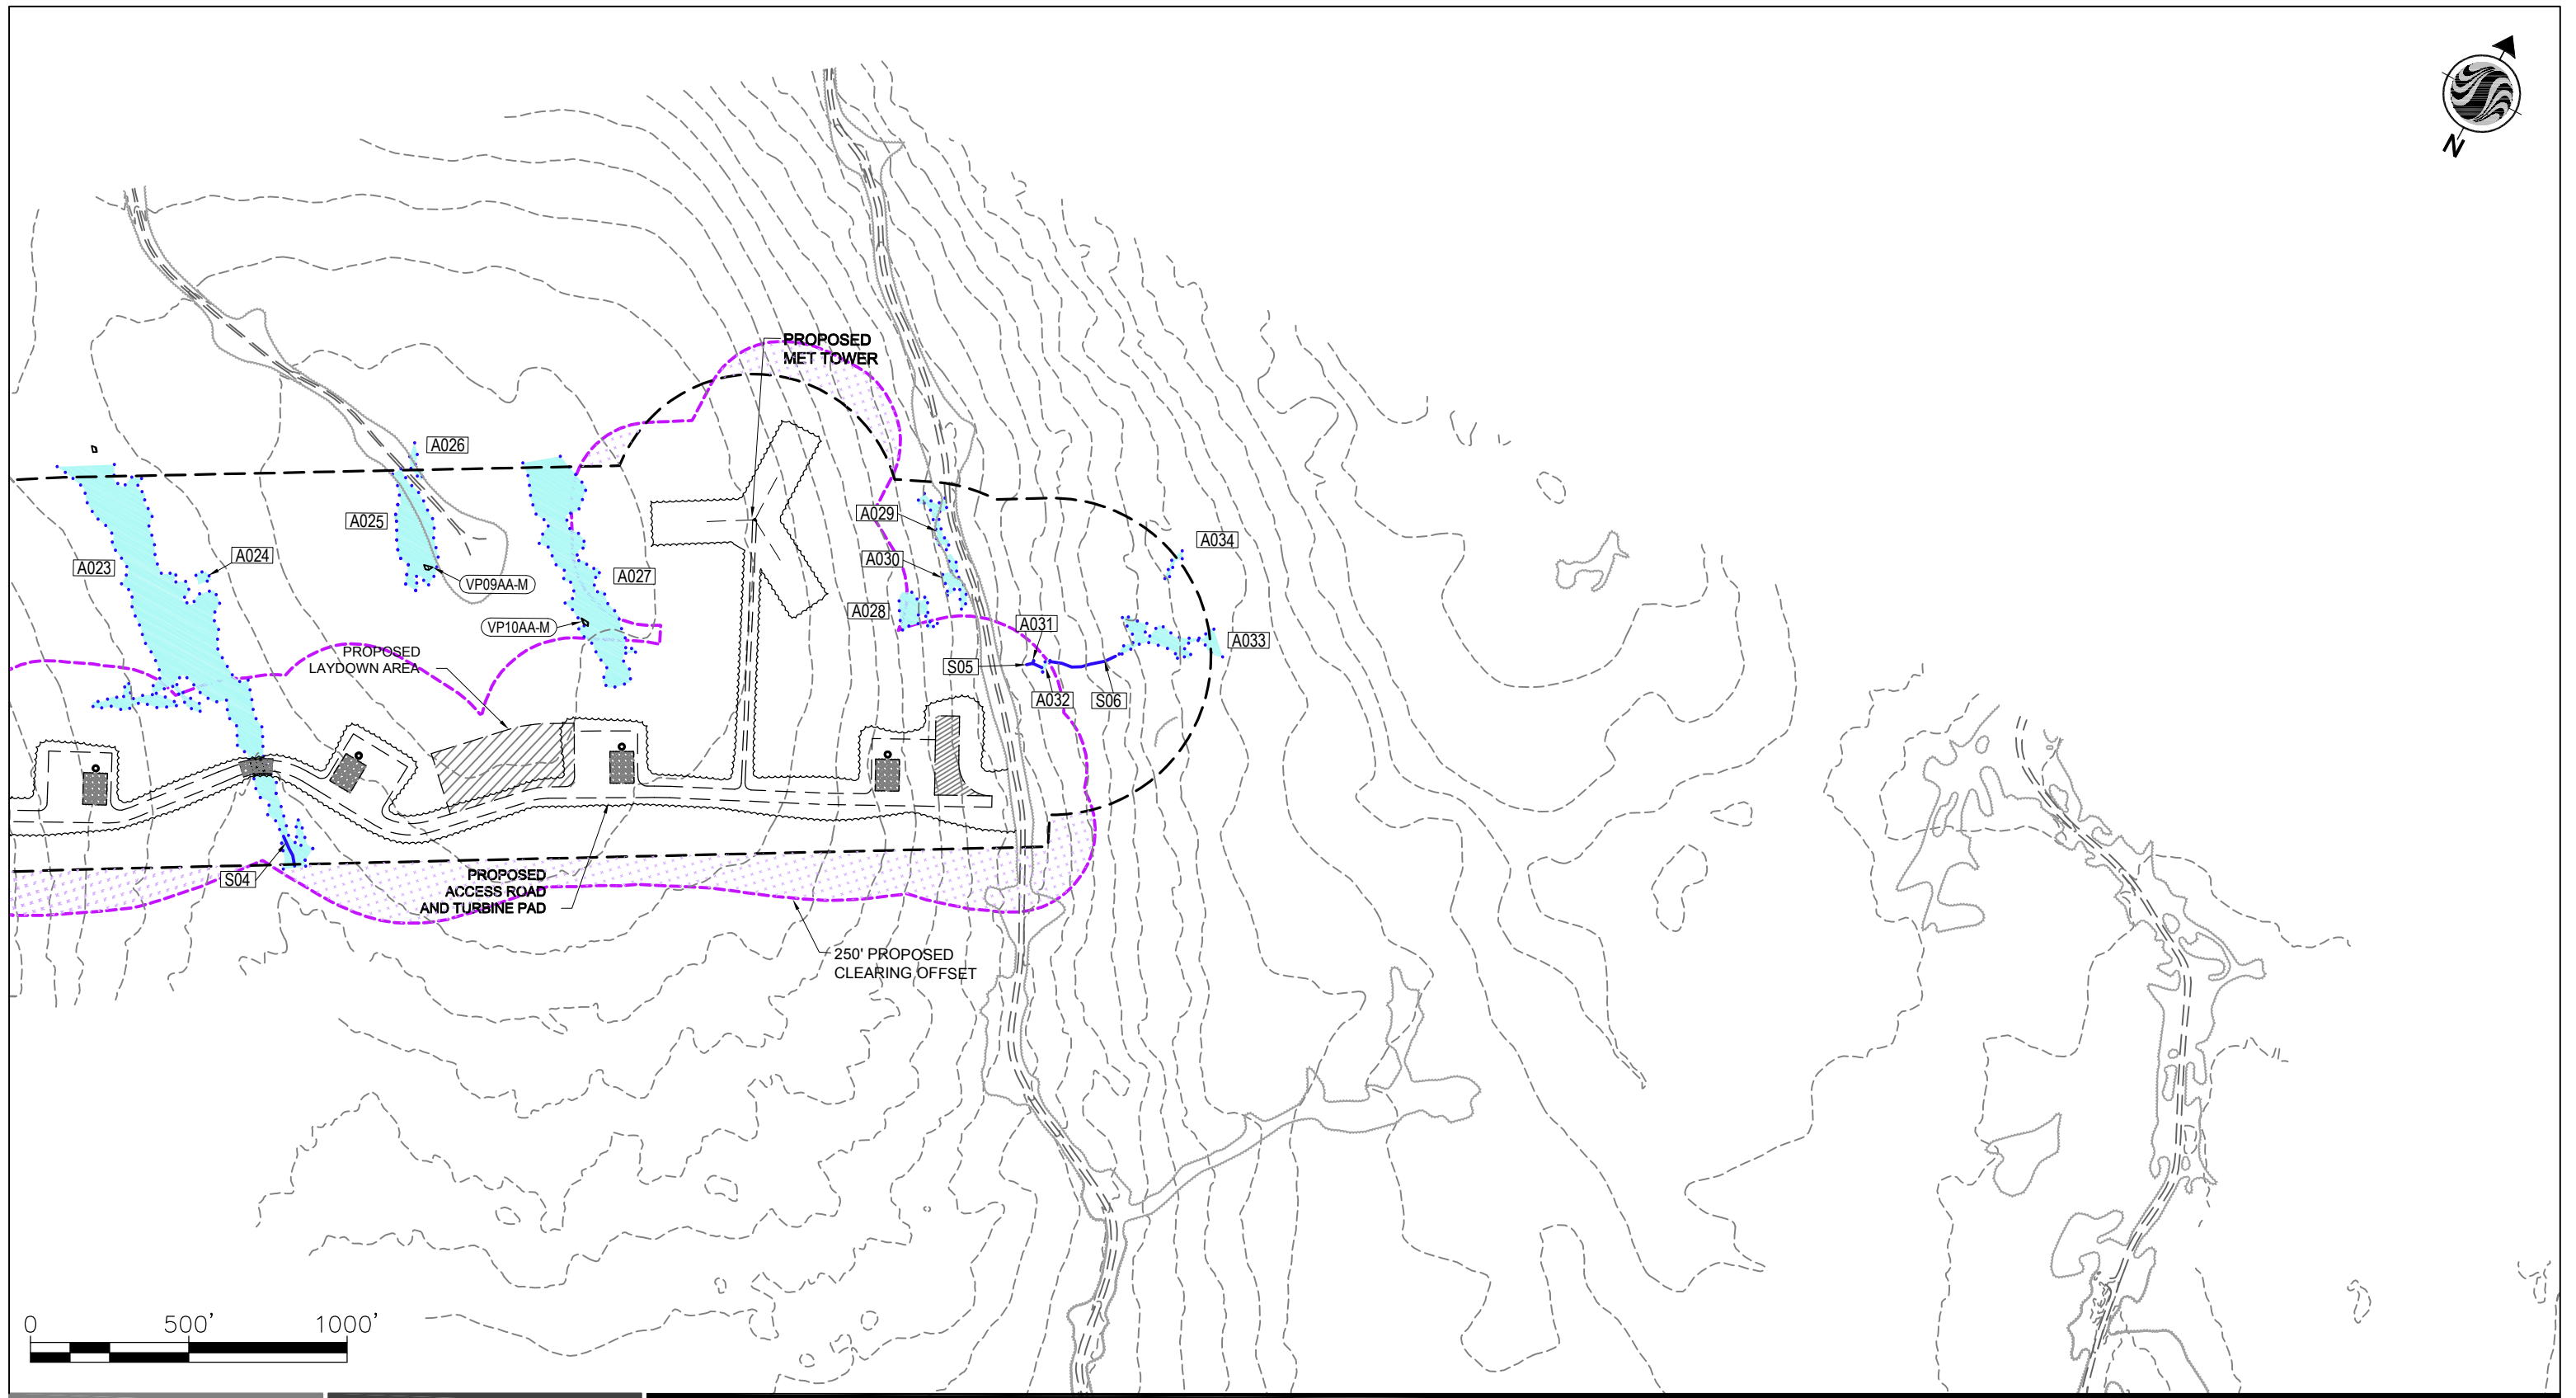 N
PROPOSED
MET TOWER
A026
A025
A029
A034
A024
A030
A023
VP09AA-M
A027
A028
A031
VP10AA-M
A033
PROPOSED
LAYDOWN AREA
S05
A032
S06
S04
PROPOSED
ACCESS ROAD
AND TURBINE PAD
250' PROPOSED
CLEARING OFFSET
0 500' 1000'